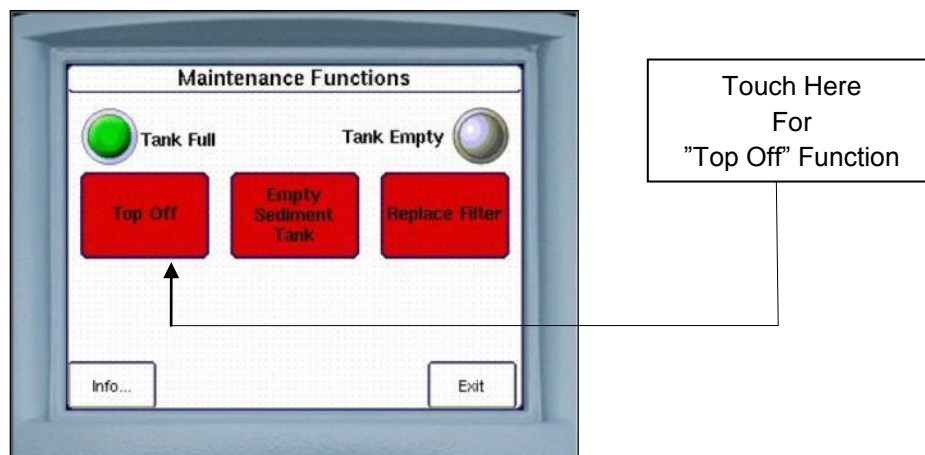 Maintenance Functions
Tank Full
Tank Empty
Top Off
Empty
Sediment
Tank
Replace Filter
Info...
Exit
Touch Here
For
”Top Off” Function